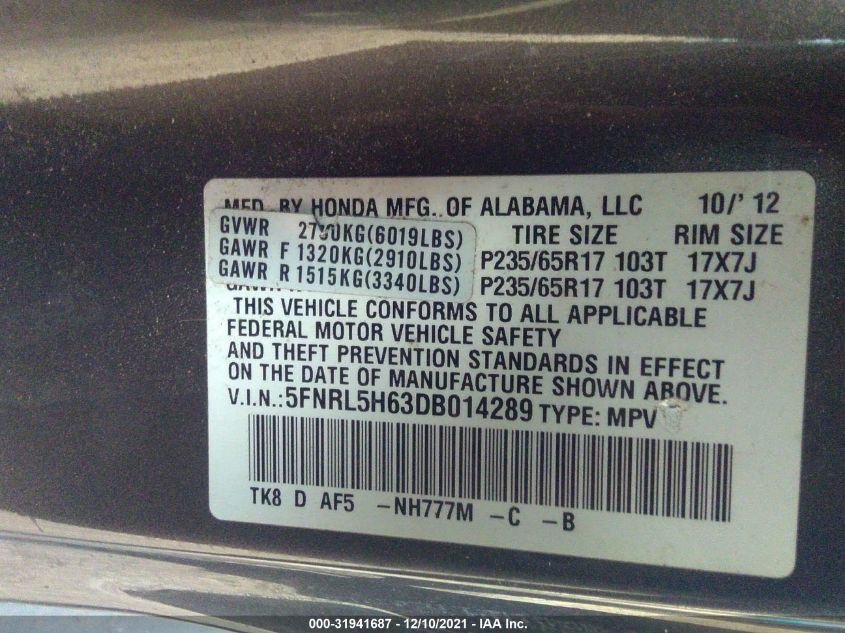 MFD. BY HONDA MFG. OF ALABAMA, LLC 10/'12
GVWR 2730KG(6019LBS) TIRE SIZE RIM SIZE
GAWR F 1320KG(2910LBS) P235/65R17 103T 17X7J
GAWR R 1515KG(3340LBS) P235/65R17 103T 17X7J
THIS VEHICLE CONFORMS TO ALL APPLICABLE
FEDERAL MOTOR VEHICLE SAFETY
AND THEFT PREVENTION STANDARDS IN EFFECT
ON THE DATE OF MANUFACTURE SHOWN ABOVE.
V.I.N.:5FNRL5H63DB014289 TYPE: MPV
TK8 D AF5 -NH777M -C -B
000-31941687 - 12/10/2021 - IAA Inc.